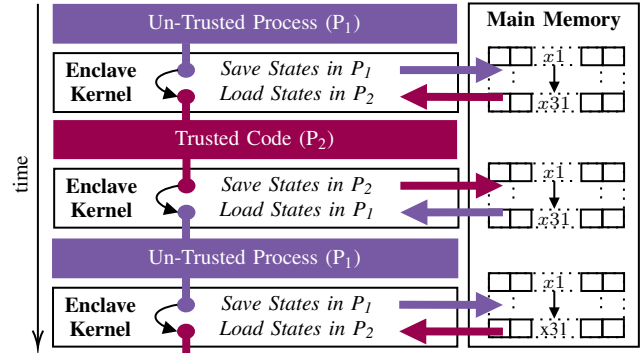 Un-Trusted Process (P1)
Main Memory
Enclave
Kernel
Save States in P1
Load States in P2
x1
x31
Trusted Code (P2)
time
Enclave
Kernel
Save States in P2
Load States in P1
x1
x31
Un-Trusted Process (P1)
Enclave
Kernel
Save States in P1
Load States in P2
x1
x31